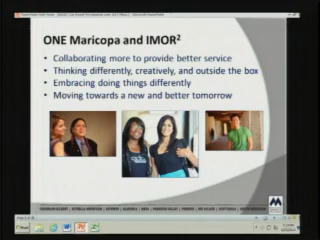 ONE Maricopa and IMOR²
• Collaborating more to provide better service
• Thinking differently, creatively, and outside the box
• Embracing doing things differently
• Moving towards a new and better tomorrow